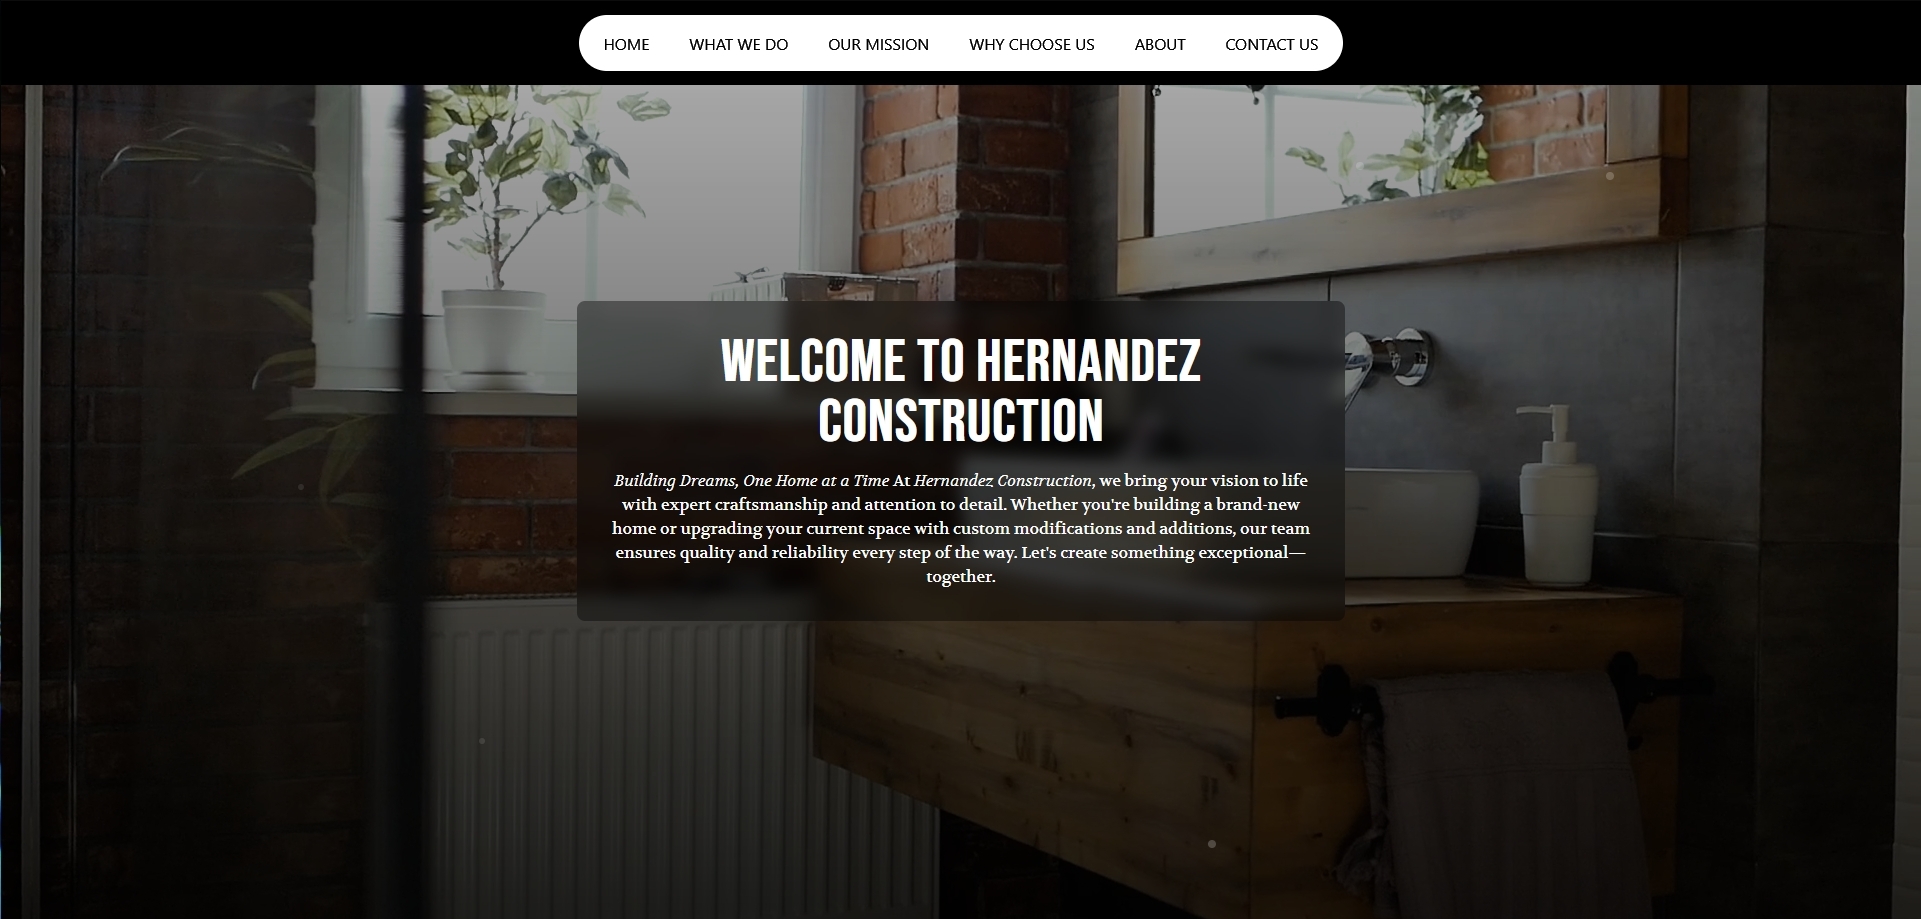 HOME WHAT WE DO OUR MISSION WHY CHOOSE US ABOUT CONTACT US
WELCOME TO HERNANDEZ
CONSTRUCTION
Building Dreams, One Home at a Time At Hernandez Construction, we bring your vision to life
with expert craftsmanship and attention to detail. Whether you're building a brand-new
home or upgrading your current space with custom modifications and additions, our team
ensures quality and reliability every step of the way. Let's create something exceptional—
together.